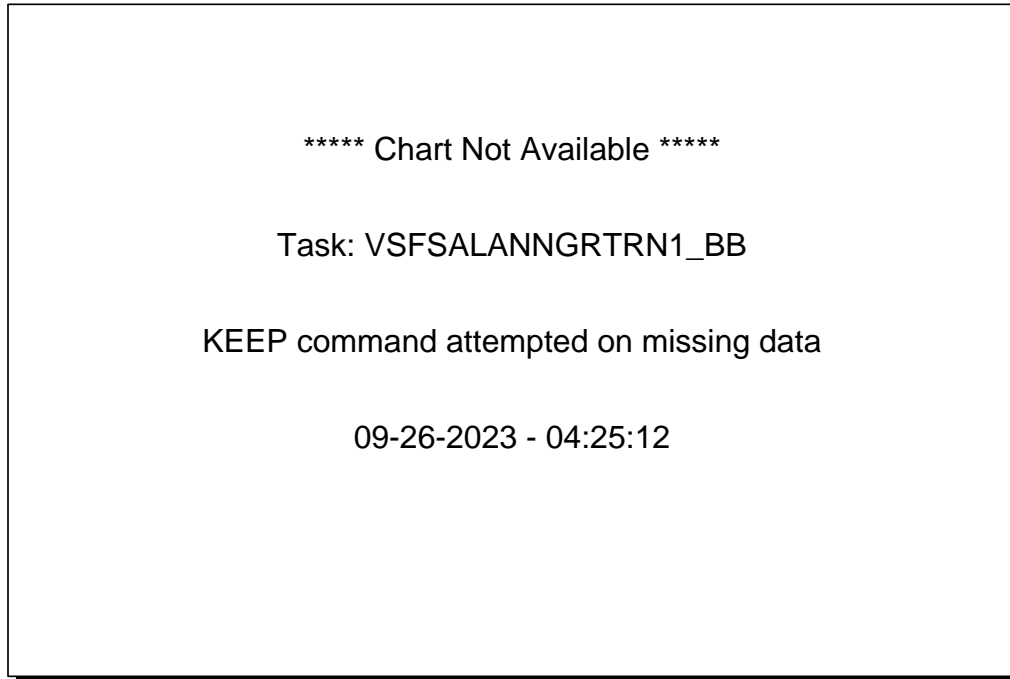 ***** Chart Not Available *****
Task: VSFSALANNGRTRN1_BB
KEEP command attempted on missing data
09-26-2023 - 04:25:12